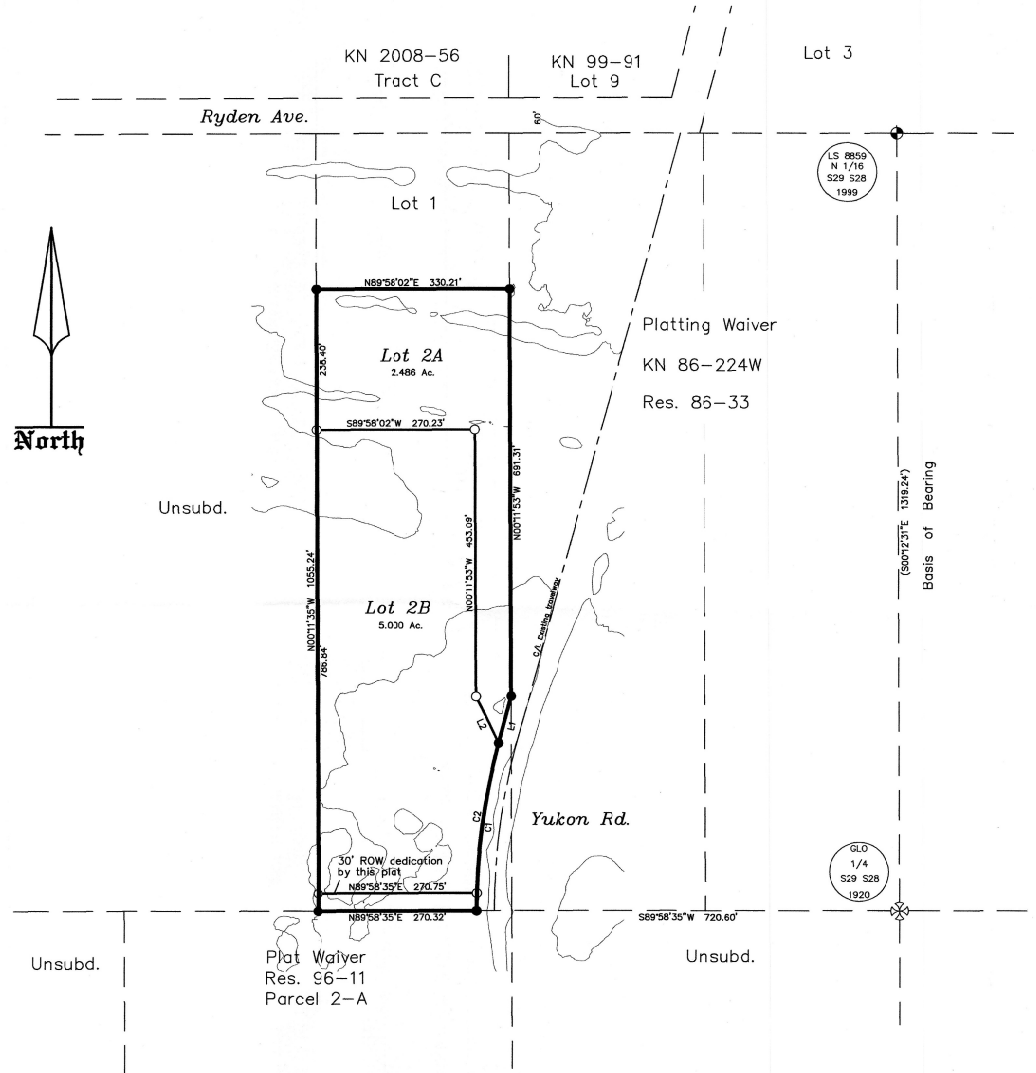 KN 2008-56
Tract C
KN 99-91
Lot 9
Lot 3
Ryden Ave.
60'
LS 8859
N 1/16
S29 S28
1999
Lot 1
N89°58'02"E 330.21'
Platting Waiver
KN 86-224W
Res. 86-33
238.40'
Lot 2A
2.486 Ac.
S89°58'02"W 270.23'
North
Unsubd.
N00°11'53"W 691.31'
N00°11'53"W 453.09'
(S00°12'31"E 1319.24')
Basis of Bearing
N00°11'35"W 1055.24'
786.84'
Lot 2B
5.000 Ac.
C/L existing travelway
L2
L1
C2
C1
Yukon Rd.
30' ROW dedication
by this plat
N89°58'35"E 270.75'
N89°58'35"E 270.32'
GLO
1/4
S29 S28
1920
S89°58'35"W 720.60'
Unsubd.
Plat Waiver
Res. 96-11
Parcel 2-A
Unsubd.